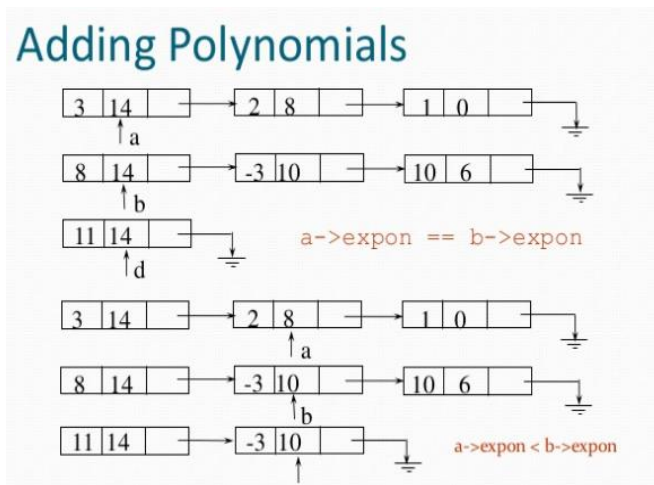 Adding Polynomials
3 14 2 8 1 0
a
8 14 -3 10 10 6
b
11 14 a->expon == b->expon
d
3 14 2 8 1 0
a
8 14 -3 10 10 6
b
11 14 -3 10 a->expon < b->expon